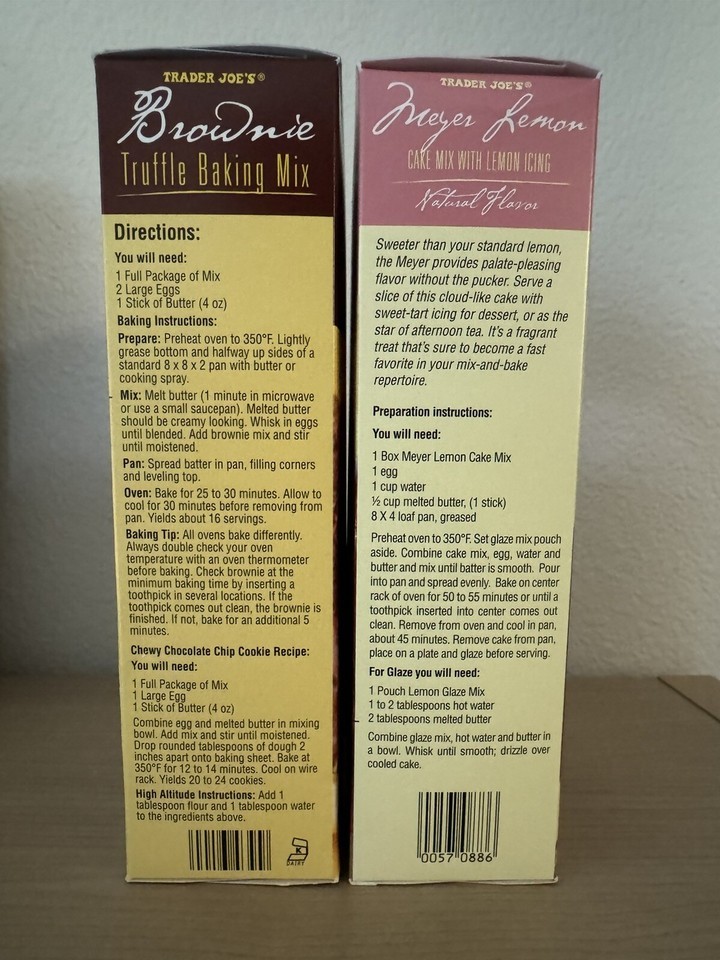 TRADER JOE'S®
Brownie
Truffle Baking Mix
Directions:
You will need:
1 Full Package of Mix
2 Large Eggs
1 Stick of Butter (4 oz)
Baking Instructions:
Prepare: Preheat oven to 350°F. Lightly
grease bottom and halfway up sides of a
standard 8 x 8 x 2 pan with butter or
cooking spray.
Mix: Melt butter (1 minute in microwave
or use a small saucepan). Melted butter
should be creamy looking. Whisk in eggs
until blended. Add brownie mix and stir
until moistened.
Pan: Spread batter in pan, filling corners
and leveling top.
Oven: Bake for 25 to 30 minutes. Allow to
cool for 30 minutes before removing from
pan. Yields about 16 servings.
Baking Tip: All ovens bake differently.
Always double check your oven
temperature with an oven thermometer
before baking. Check brownie at the
minimum baking time by inserting a
toothpick in several locations. If the
toothpick comes out clean, the brownie is
finished. If not, bake for an additional 5
minutes.
Chewy Chocolate Chip Cookie Recipe:
You will need:
1 Full Package of Mix
1 Large Egg
1 Stick of Butter (4 oz)
Combine egg and melted butter in mixing
bowl. Add mix and stir until moistened.
Drop rounded tablespoons of dough 2
inches apart onto baking sheet. Bake at
350°F for 12 to 14 minutes. Cool on wire
rack. Yields 20 to 24 cookies.
High Altitude Instructions: Add 1
tablespoon flour and 1 tablespoon water
to the ingredients above.
K
DAIRY
TRADER JOE'S®
Meyer Lemon
CAKE MIX WITH LEMON ICING
Natural Flavor
Sweeter than your standard lemon,
the Meyer provides palate-pleasing
flavor without the pucker. Serve a
slice of this cloud-like cake with
sweet-tart icing for dessert, or as the
star of afternoon tea. It's a fragrant
treat that's sure to become a fast
favorite in your mix-and-bake
repertoire.
Preparation instructions:
You will need:
1 Box Meyer Lemon Cake Mix
1 egg
1 cup water
½ cup melted butter, (1 stick)
8 X 4 loaf pan, greased
Preheat oven to 350°F. Set glaze mix pouch
aside. Combine cake mix, egg, water and
butter and mix until batter is smooth. Pour
into pan and spread evenly. Bake on center
rack of oven for 50 to 55 minutes or until a
toothpick inserted into center comes out
clean. Remove from oven and cool in pan,
about 45 minutes. Remove cake from pan,
place on a plate and glaze before serving.
For Glaze you will need:
1 Pouch Lemon Glaze Mix
1 to 2 tablespoons hot water
2 tablespoons melted butter
Combine glaze mix, hot water and butter in
a bowl. Whisk until smooth; drizzle over
cooled cake.
0057 0886